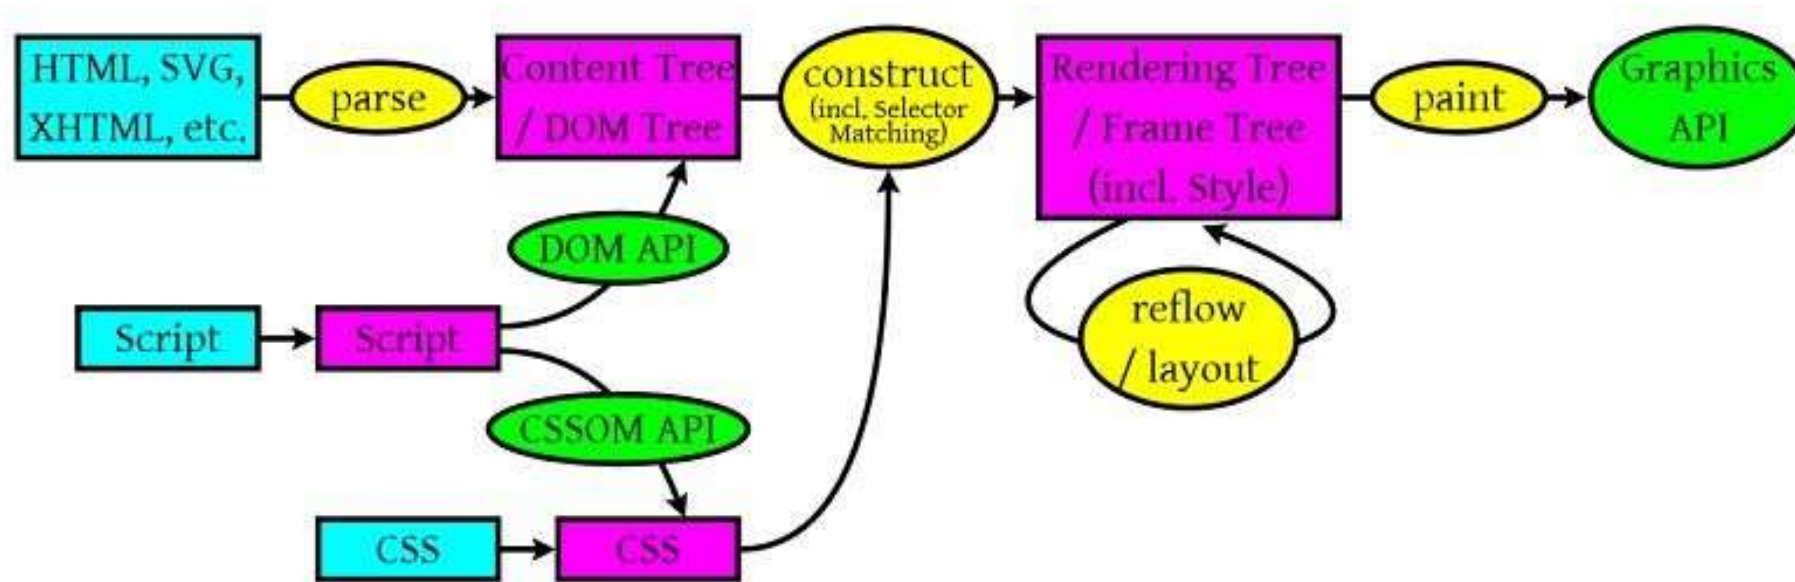 HTML, SVG,
XHTML, etc.
parse
Content Tree
/ DOM Tree
construct
(incl. Selector
Matching)
Rendering Tree
/ Frame Tree
(incl. Style)
paint
Graphics
API
DOM API
reflow
/ layout
Script
Script
CSSOM API
CSS
CSS